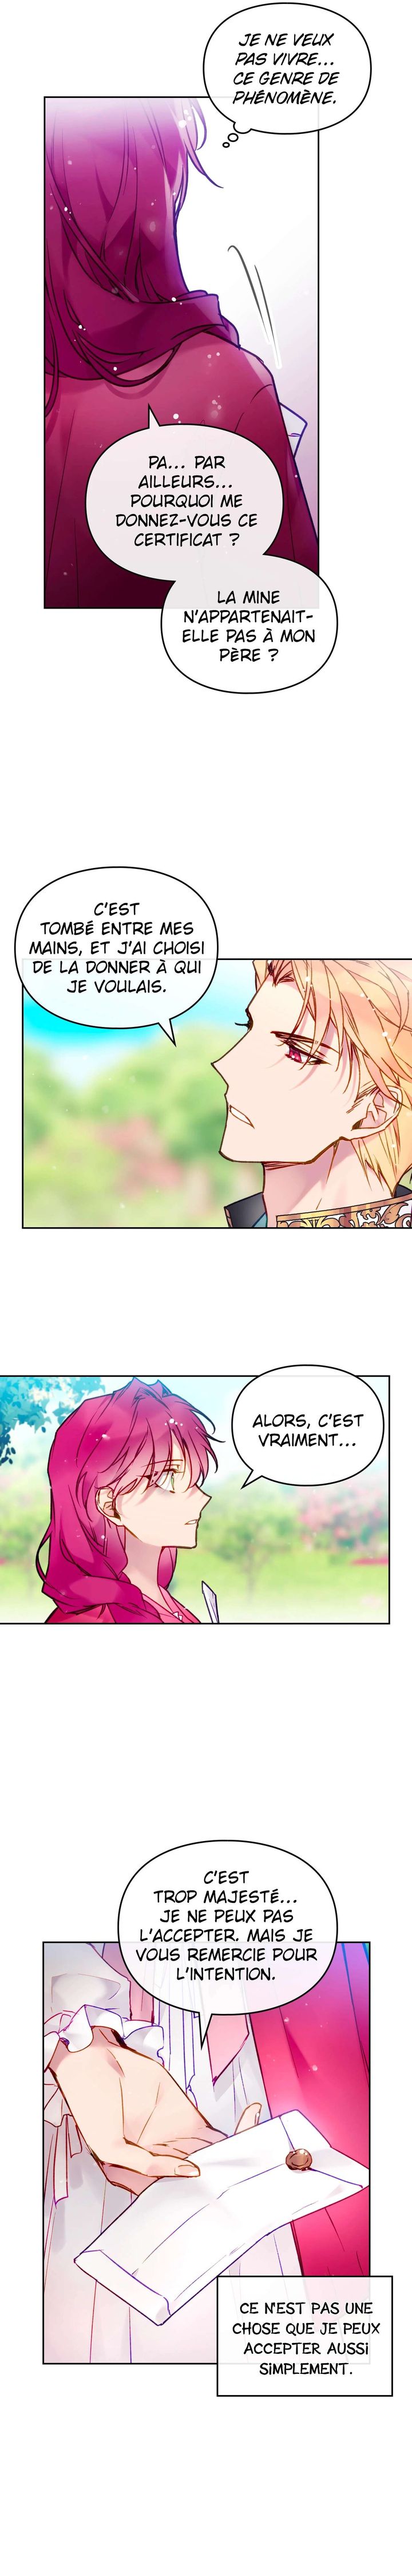 JE NE VEUX
PAS VIVRE...
CE GENRE DE
PHÉNOMÈNE.
PA... PAR
AILLEURS...
POURQUOI ME
DONNEZ-VOUS CE
CERTIFICAT ?
LA MINE
N'APPARTENAIT-
ELLE PAS À MON
PÈRE ?
C'EST
TOMBÉ ENTRE MES
MAINS, ET J'AI CHOISI
DE LA DONNER À QUI
JE VOULAIS.
ALORS, C'EST
VRAIMENT...
C'EST
TROP MAJESTÉ...
JE NE PEUX PAS
L'ACCEPTER. MAIS JE
VOUS REMERCIE POUR
L'INTENTION.
CE N'EST PAS UNE
CHOSE QUE JE PEUX
ACCEPTER AUSSI
SIMPLEMENT.